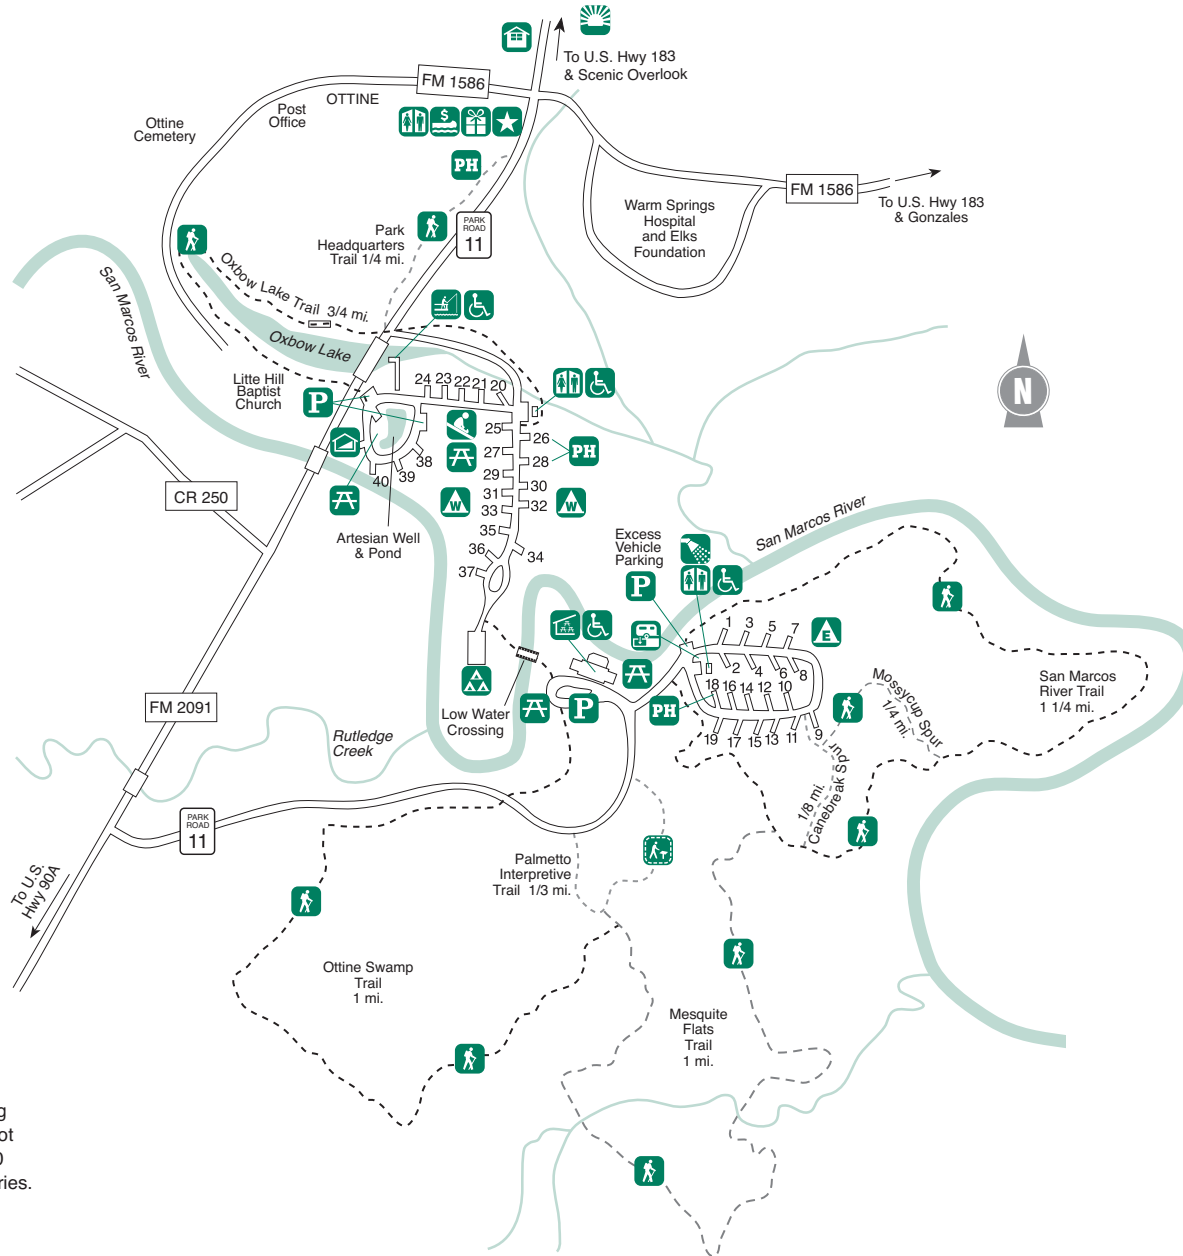 To U.S. Hwy 183
& Scenic Overlook
FM 1586
OTTINE
Post
Office
Ottine
Cemetery
$
PH
FM 1586
To U.S. Hwy 183
& Gonzales
Warm Springs
Hospital
and Elks
Foundation
Park
Headquarters
Trail 1/4 mi.
PARK
ROAD
11
San Marcos River
Oxbow Lake Trail 3/4 mi.
Oxbow Lake
N
Litte Hill
Baptist
Church
P
24
23
22
21
20
25
26
27
28
PH
29
30
31
32
33
W
W
34
35
36
37
38
39
40
CR 250
Artesian Well
& Pond
Excess
Vehicle
Parking
P
San Marcos River
1
3
5
7
E
2
4
6
8
18
16
14
12
10
PH
19
17
15
13
11
9
Mossycup Spur
1/4 mi.
San Marcos
River Trail
1 1/4 mi.
1/8 mi.
Canebreak Spur
FM 2091
Rutledge
Creek
Low Water
Crossing
P
PARK
ROAD
11
To U.S.
Hwy 90A
Palmetto
Interpretive
Trail 1/3 mi.
Ottine Swamp
Trail
1 mi.
Mesquite
Flats
Trail
1 mi.
g
ot
ries.